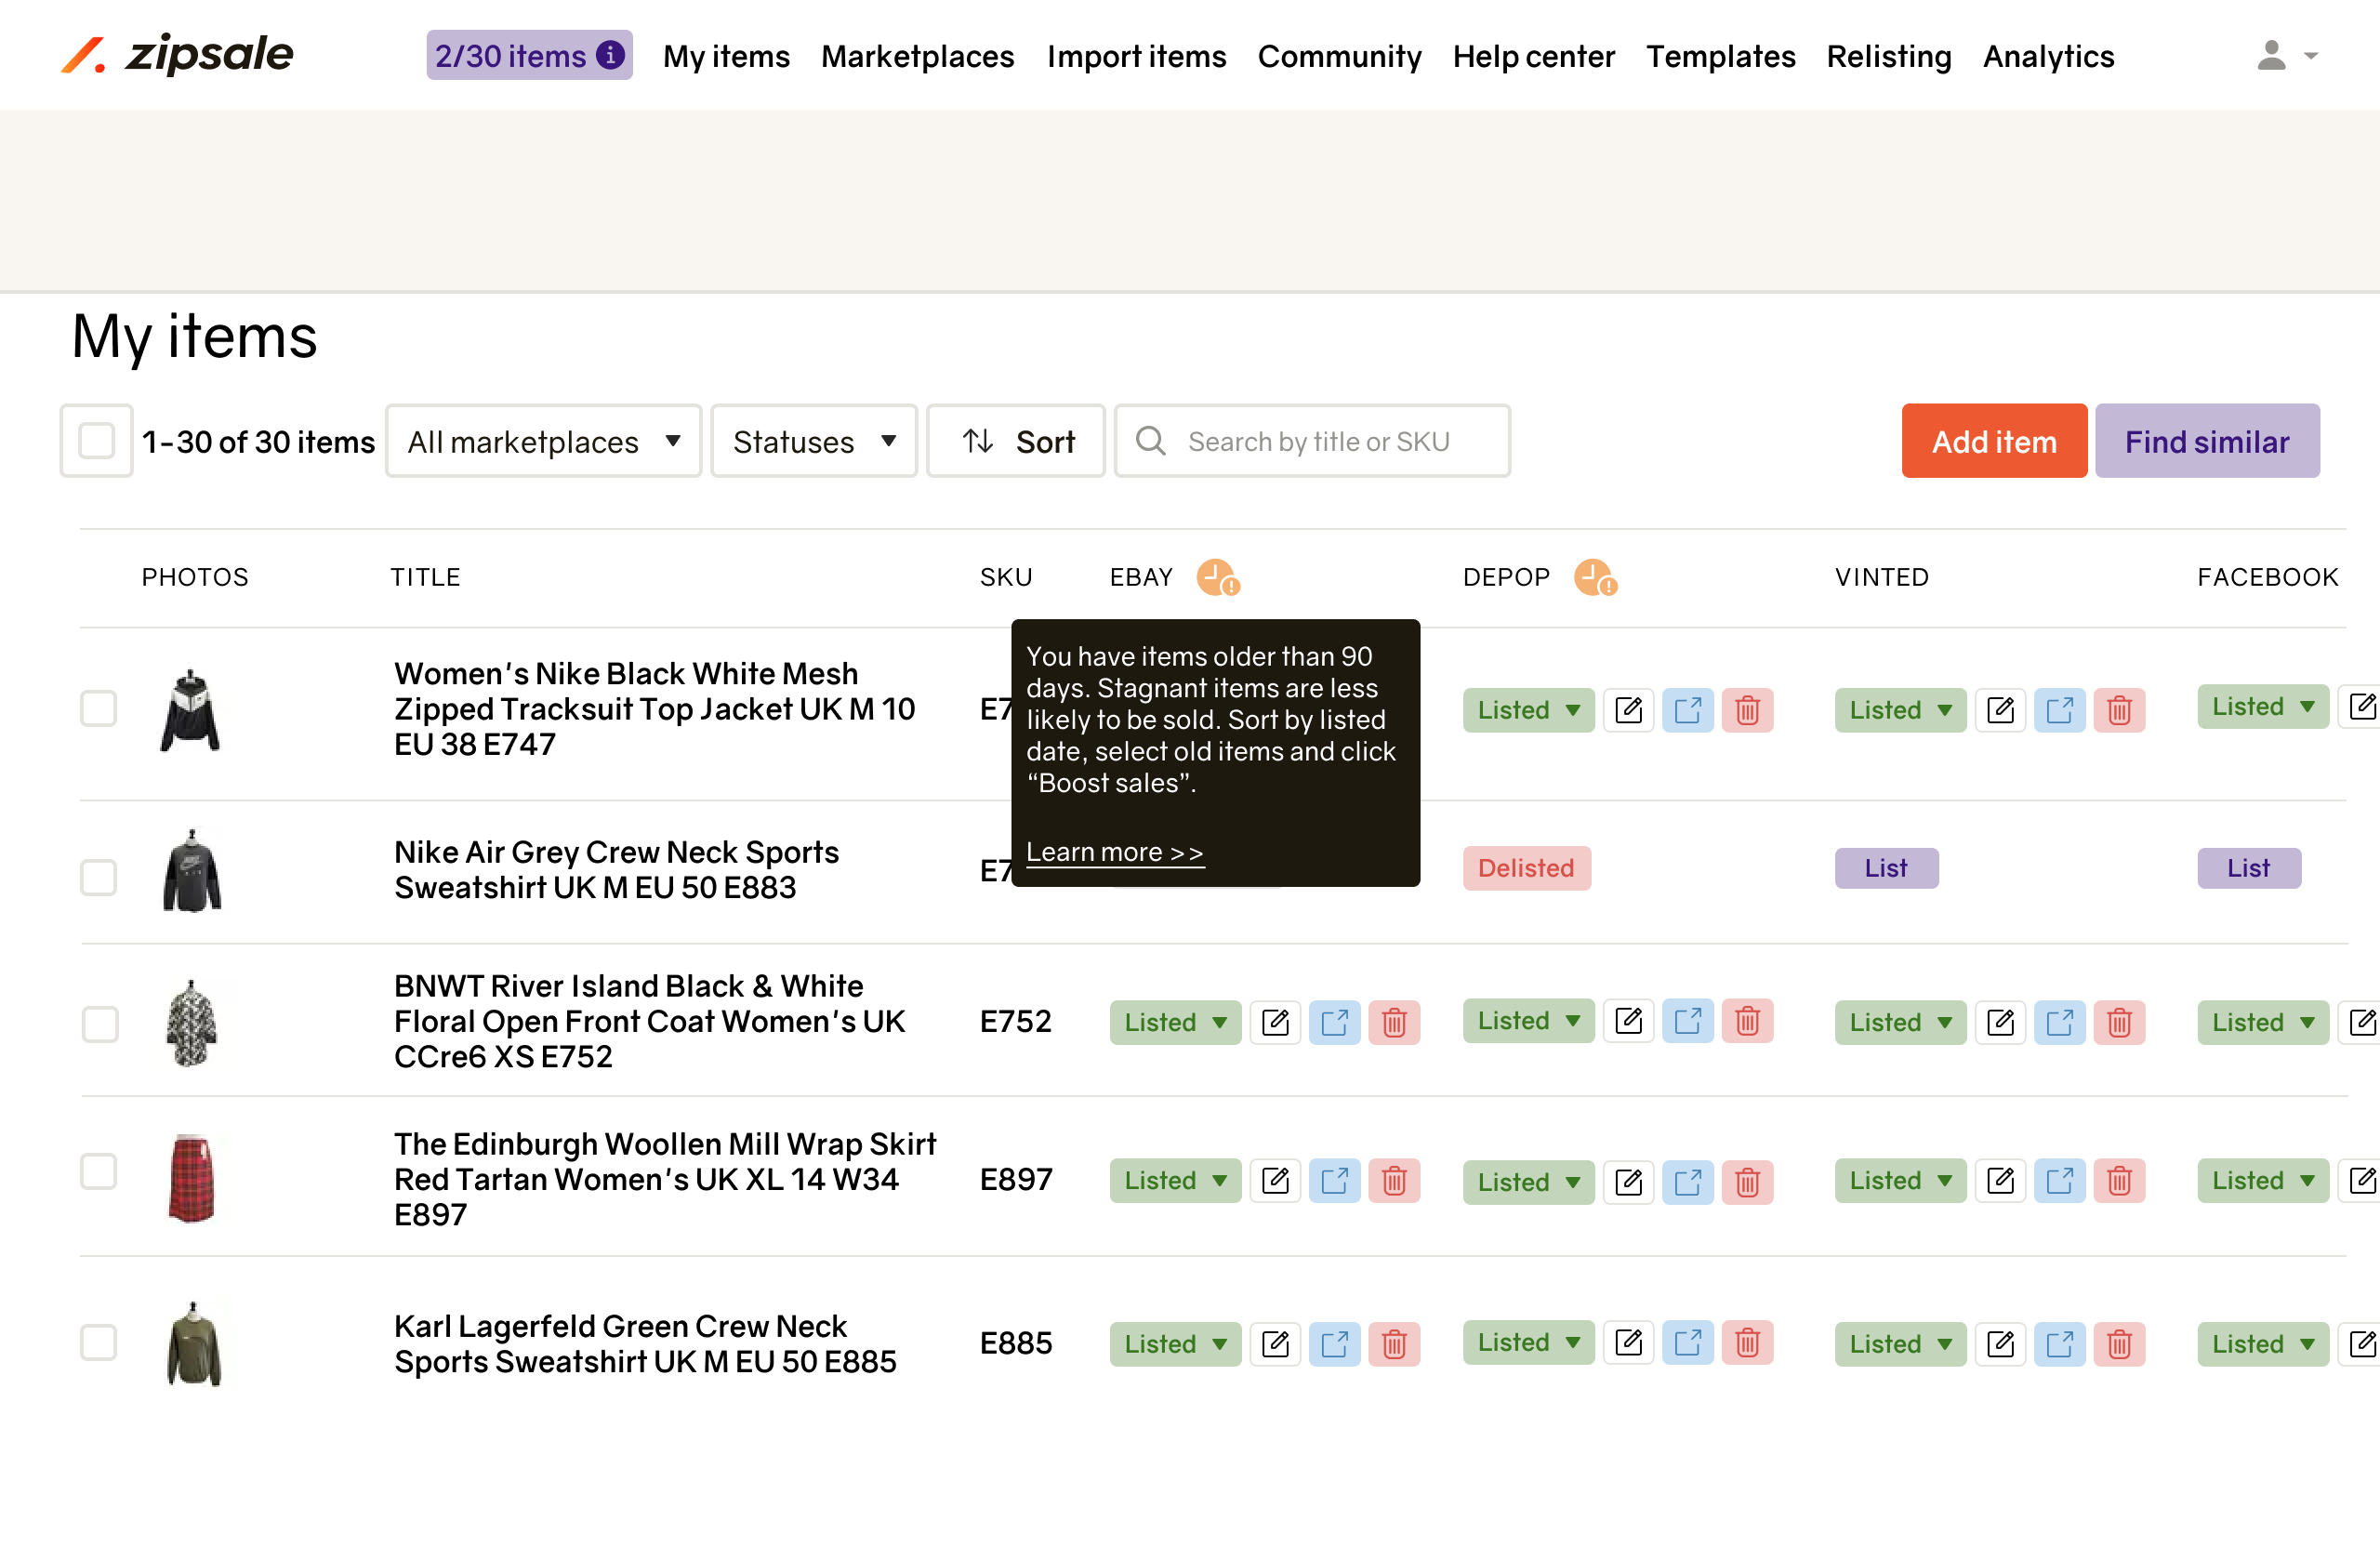 zipsale
2/30 items
My items
Marketplaces
Import items
Community
Help center
Templates
Relisting
Analytics
My items
1-30 of 30 items
All marketplaces
Statuses
Sort
Search by title or SKU
Add item
Find similar
PHOTOS
TITLE
SKU
EBAY
DEPOP
VINTED
FACEBOOK
You have items older than 90
days. Stagnant items are less
likely to be sold. Sort by listed
date, select old items and click
“Boost sales”.
Learn more >>
Women's Nike Black White Mesh
Zipped Tracksuit Top Jacket UK M 10
EU 38 E747
E7
Listed
Listed
Listed
Nike Air Grey Crew Neck Sports
Sweatshirt UK M EU 50 E883
E7
Delisted
List
List
BNWT River Island Black & White
Floral Open Front Coat Women's UK
CCre6 XS E752
E752
Listed
Listed
Listed
Listed
The Edinburgh Woollen Mill Wrap Skirt
Red Tartan Women's UK XL 14 W34
E897
E897
Listed
Listed
Listed
Listed
Karl Lagerfeld Green Crew Neck
Sports Sweatshirt UK M EU 50 E885
E885
Listed
Listed
Listed
Listed